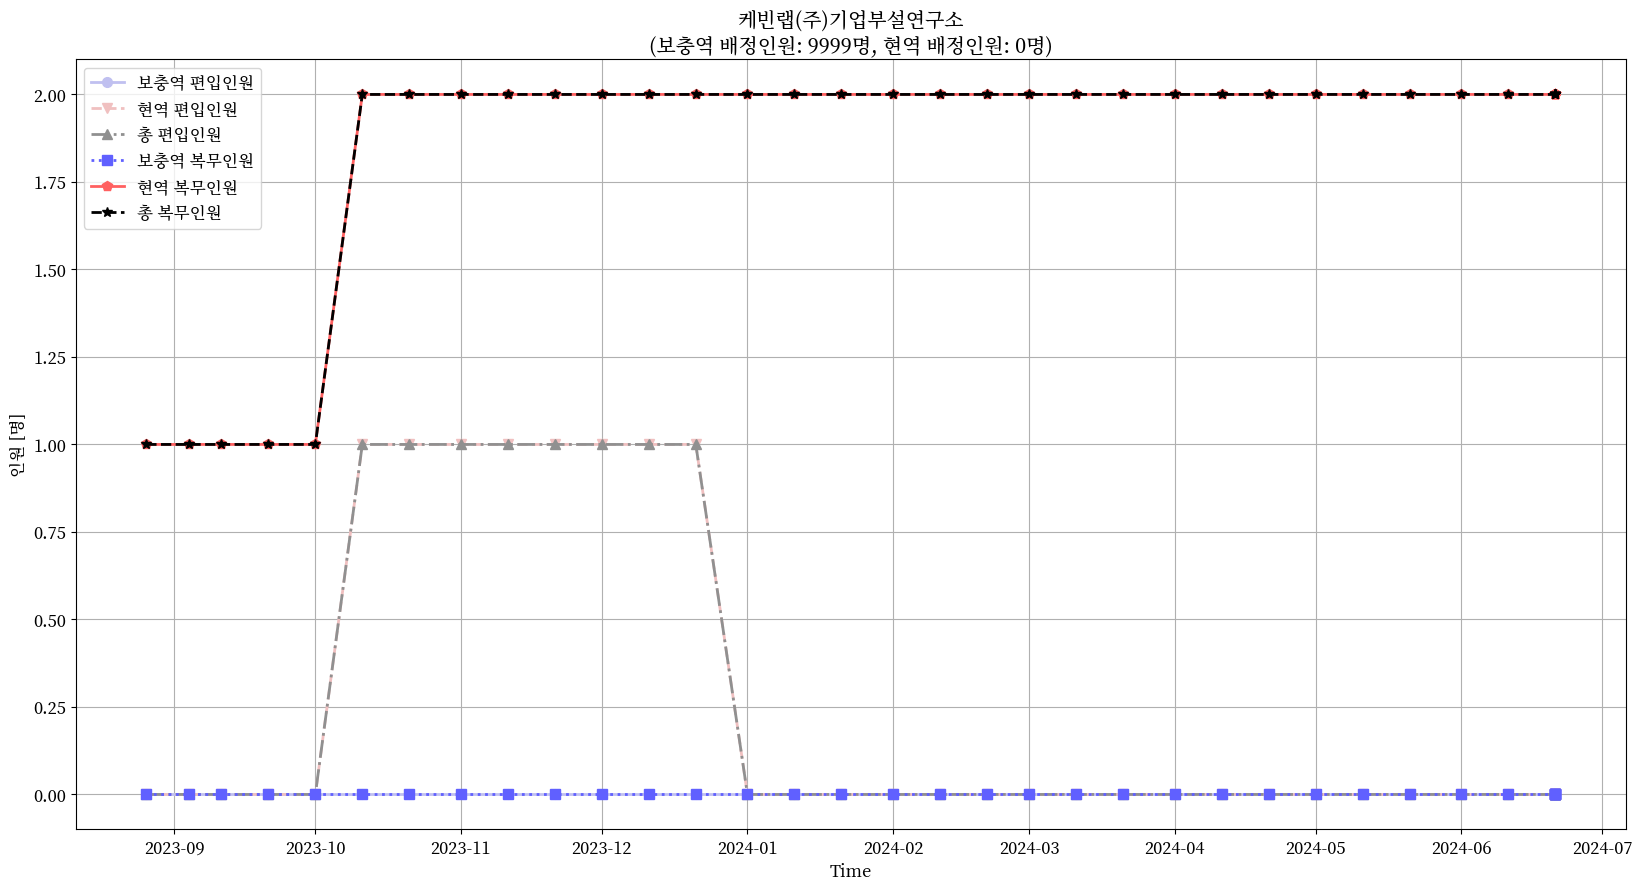 케빈랩(주)기업부설연구소
(보충역 배정인원: 9999명, 현역 배정인원: 0명)
보충역 편입인원
현역 편입인원
총 편입인원
보충역 복무인원
현역 복무인원
총 복무인원
2.00
1.75
1.50
1.25
1.00
0.75
0.50
0.25
0.00
인원 [명]
2023-09 2023-10 2023-11 2023-12 2024-01 2024-02 2024-03 2024-04 2024-05 2024-06 2024-07
Time